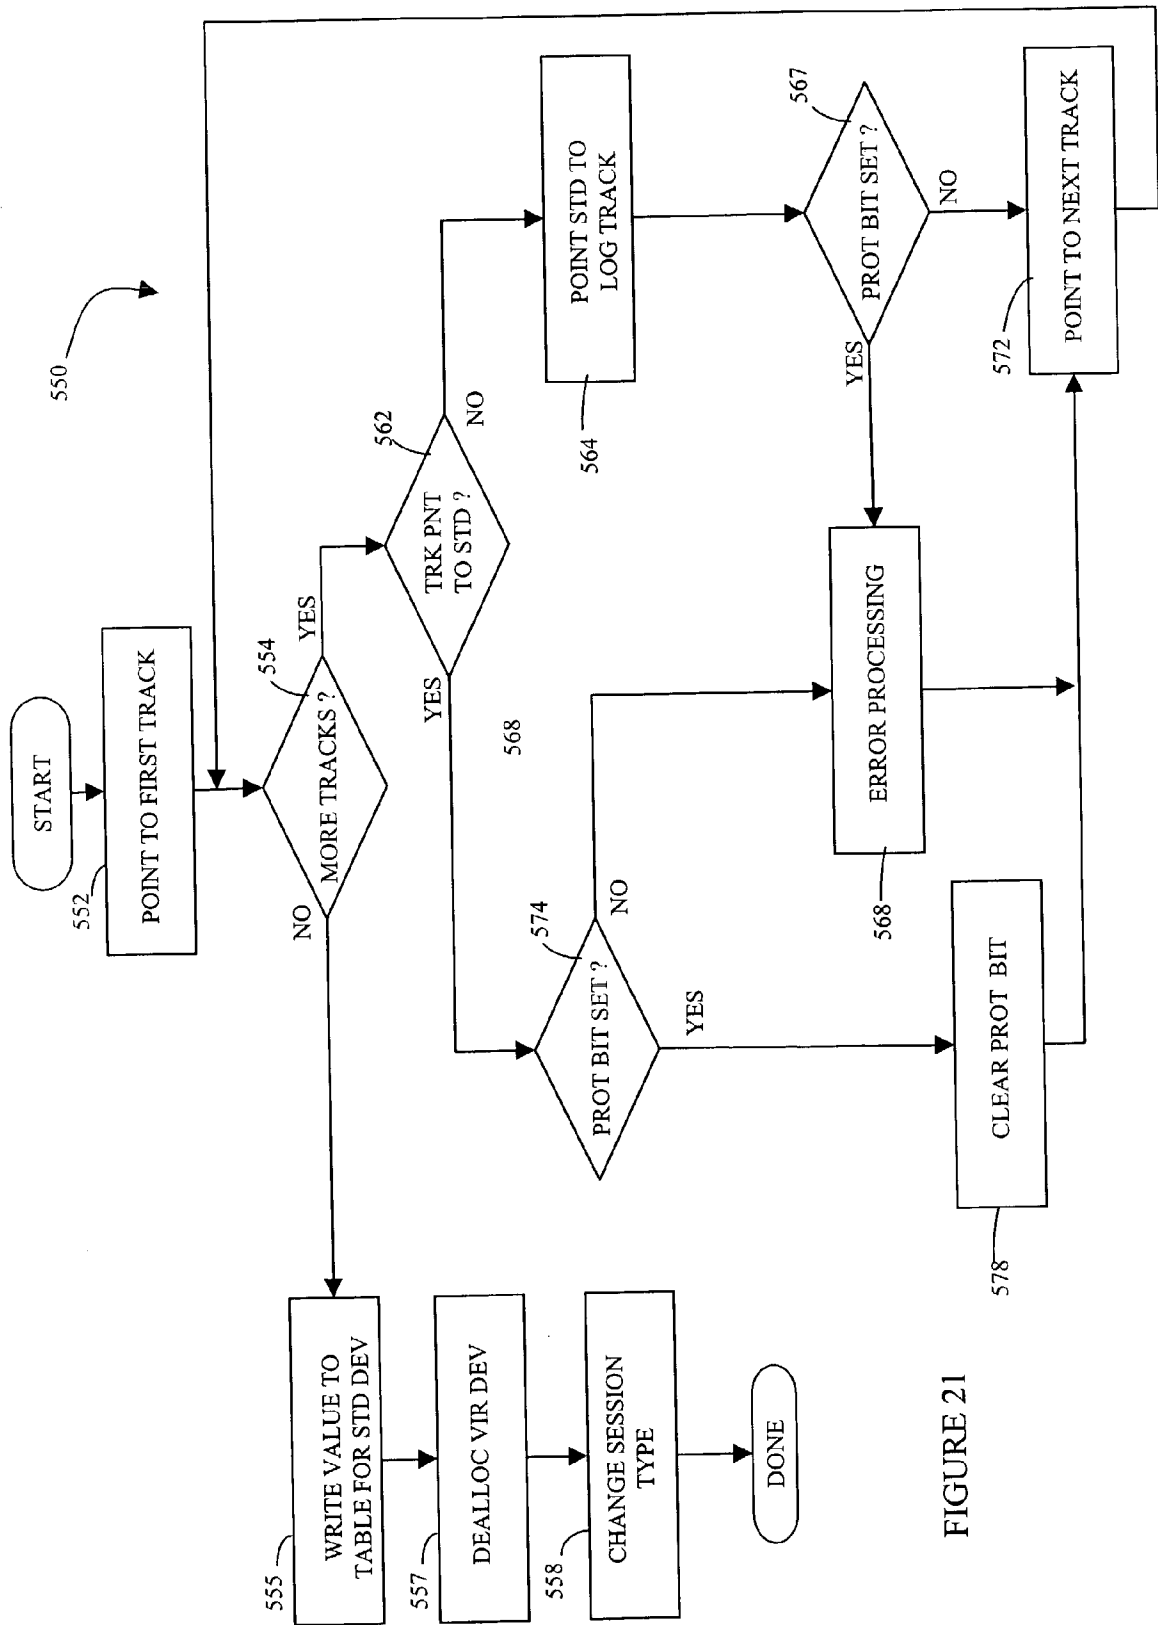 550
START
552
POINT TO FIRST TRACK
554
MORE TRACKS ?
NO
YES
555
WRITE VALUE TO
TABLE FOR STD DEV
557
DEALLOC VIR DEV
558
CHANGE SESSION
TYPE
DONE
562
TRK PNT
TO STD ?
YES
NO
568
564
POINT STD TO
LOG TRACK
574
PROT BIT SET ?
NO
YES
567
PROT BIT SET ?
YES
NO
568
ERROR PROCESSING
578
CLEAR PROT BIT
572
POINT TO NEXT TRACK
FIGURE 21